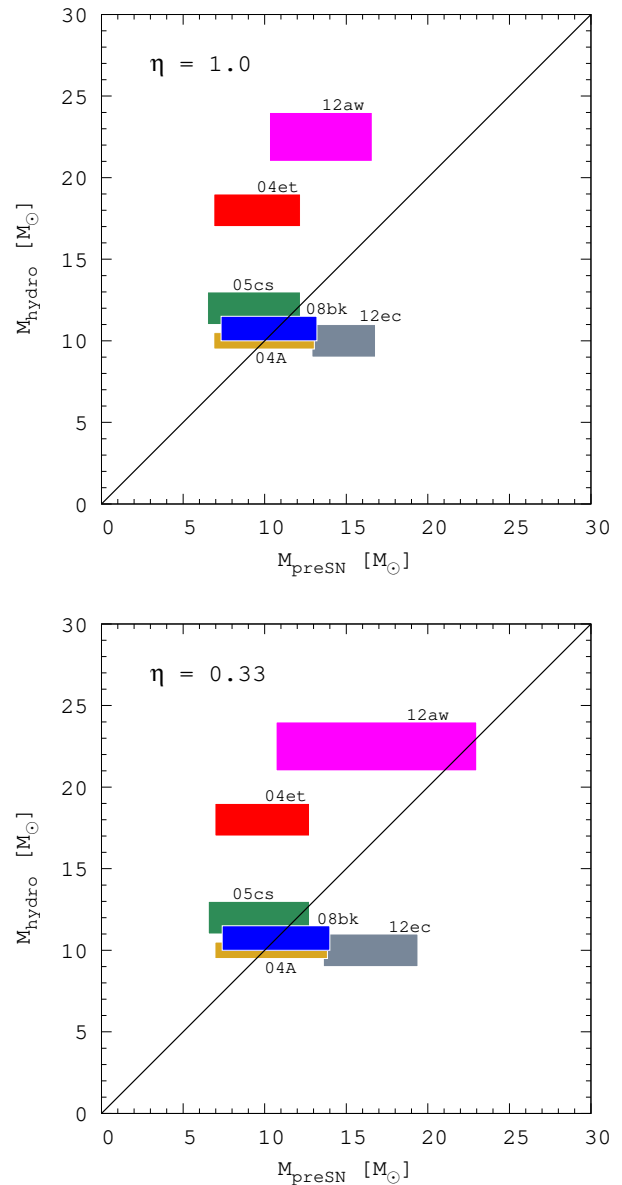 30
η = 1.0
12aw
25
20
04et
M_hydro [M_⊙]
15
05cs
08bk
12ec
10
04A
5
0
0 5 10 15 20 25 30
M_preSN [M_⊙]
30
η = 0.33
12aw
25
20
04et
M_hydro [M_⊙]
15
05cs
08bk
12ec
10
04A
5
0
0 5 10 15 20 25 30
M_preSN [M_⊙]